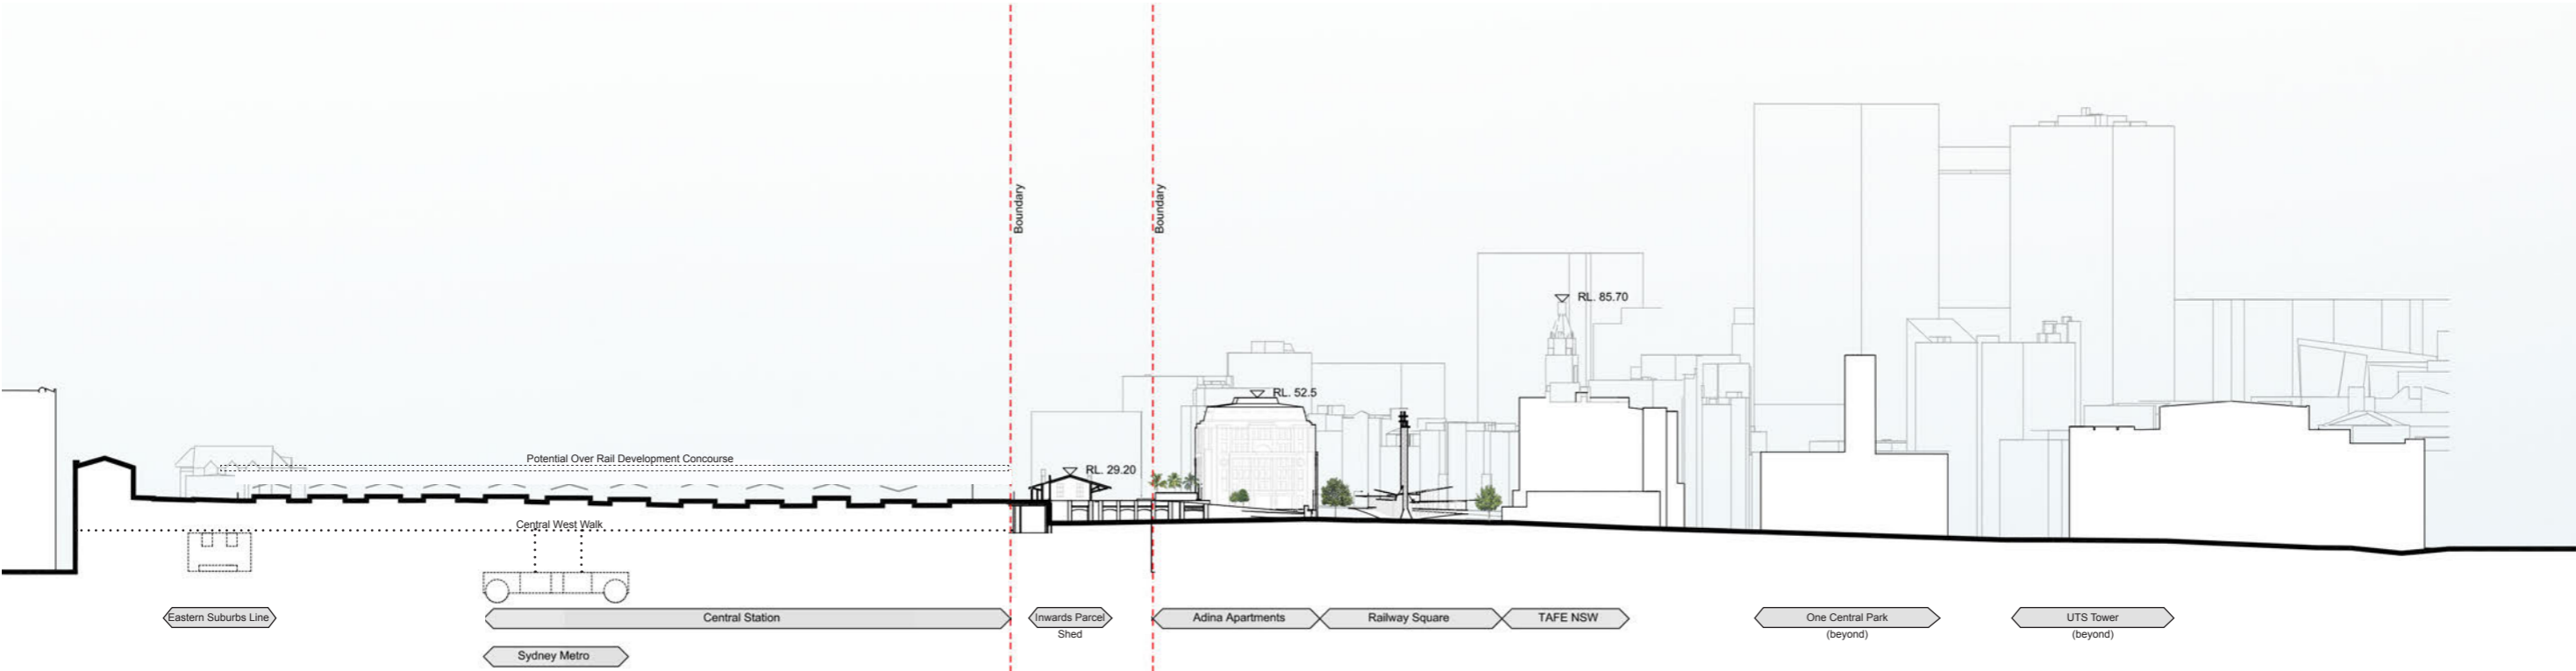 Boundary
Boundary
RL. 85.70
RL. 52.5
Potential Over Rail Development Concourse
RL. 29.20
Central West Walk
Eastern Suburbs Line
Central Station
Inwards Parcel
Shed
Adina Apartments
Railway Square
TAFE NSW
One Central Park
(beyond)
UTS Tower
(beyond)
Sydney Metro